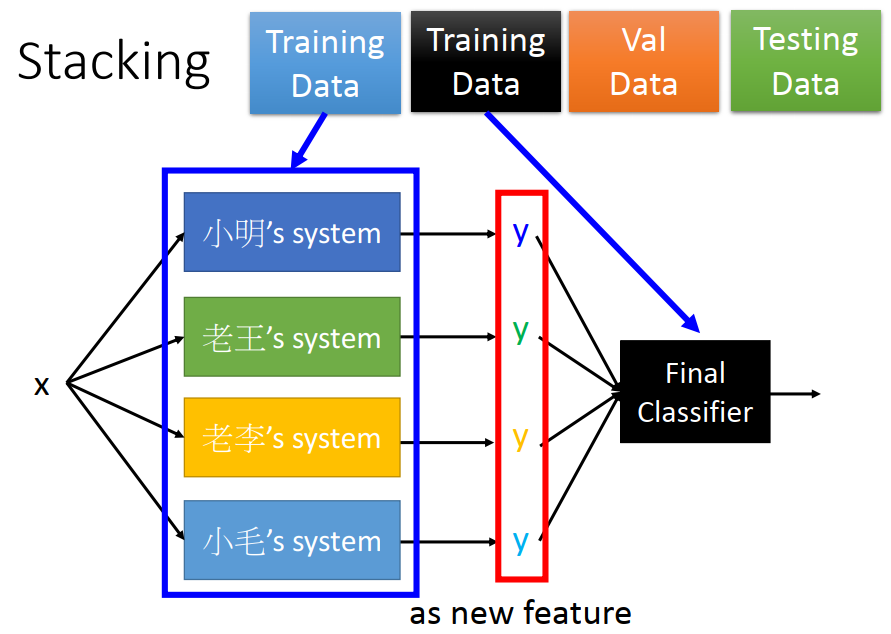 Stacking
Training
Data
Training
Data
Val
Data
Testing
Data
小明’s system
y
老王’s system
y
x
Final
Classifier
老李’s system
y
小毛’s system
y
as new feature